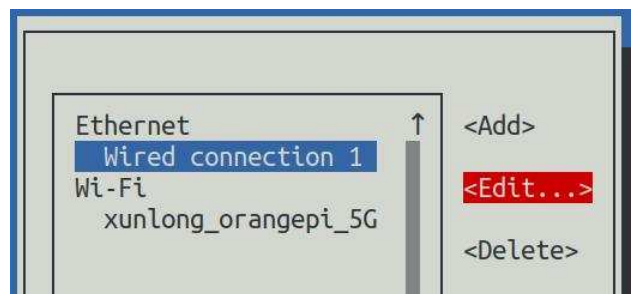 Ethernet ↑ <Add>
Wired connection 1
Wi-Fi <Edit...>
xunlong_orangepi_5G
<Delete>